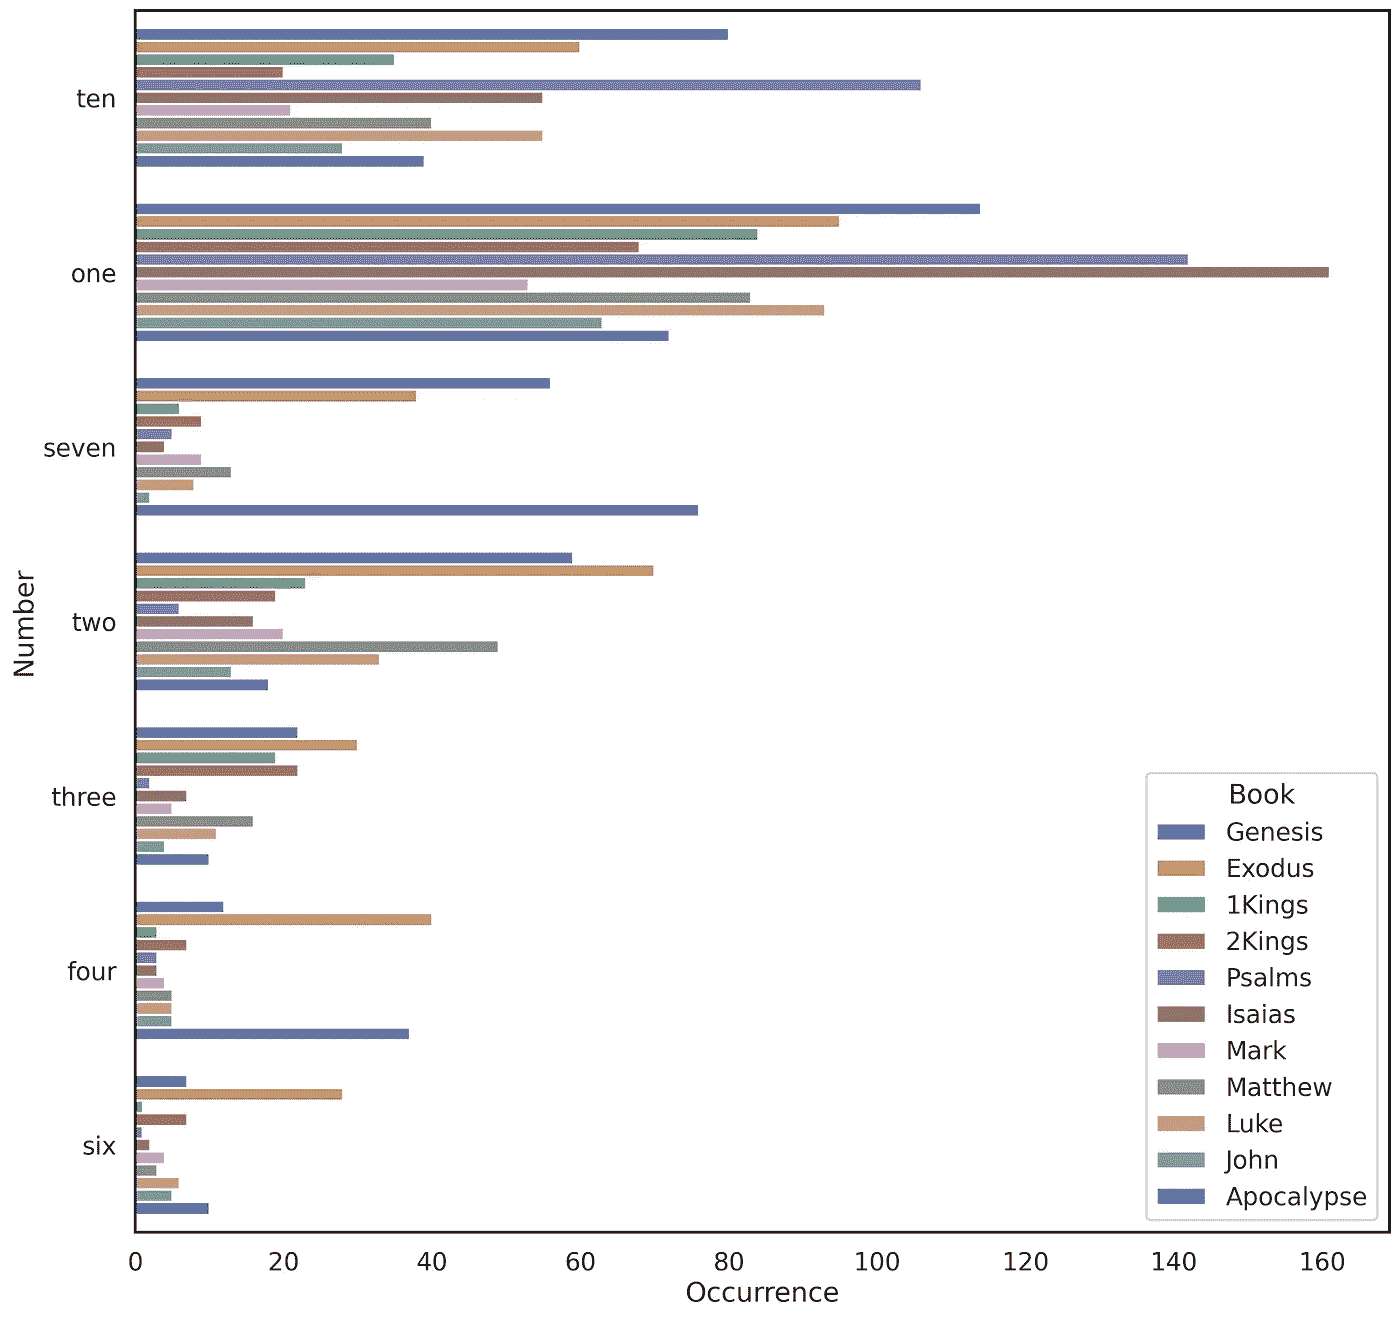 ten
one
seven
two
three
four
six
Number
0 20 40 60 80 100 120 140 160
Occurrence
Book
Genesis
Exodus
1Kings
2Kings
Psalms
Isaias
Mark
Matthew
Luke
John
Apocalypse